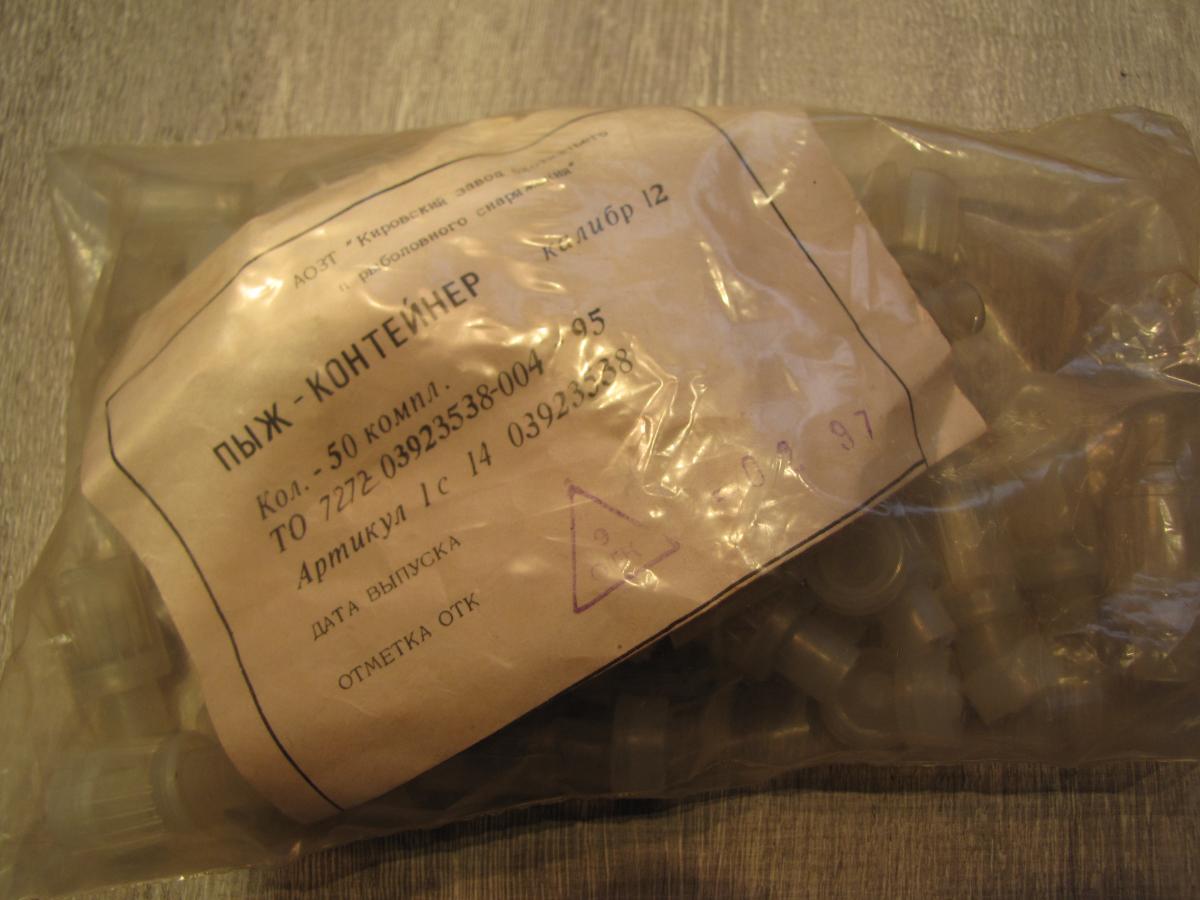 АОЗТ "Кировский завод охотничьего
и рыболовного снаряжения"
ПЫЖ - КОНТЕЙНЕР калибр 12
Кол. - 50 компл.
ТО 7272-03923538-004 95
Артикул 1с 14 03923538
ДАТА ВЫПУСКА 02 97
ОТМЕТКА ОТК